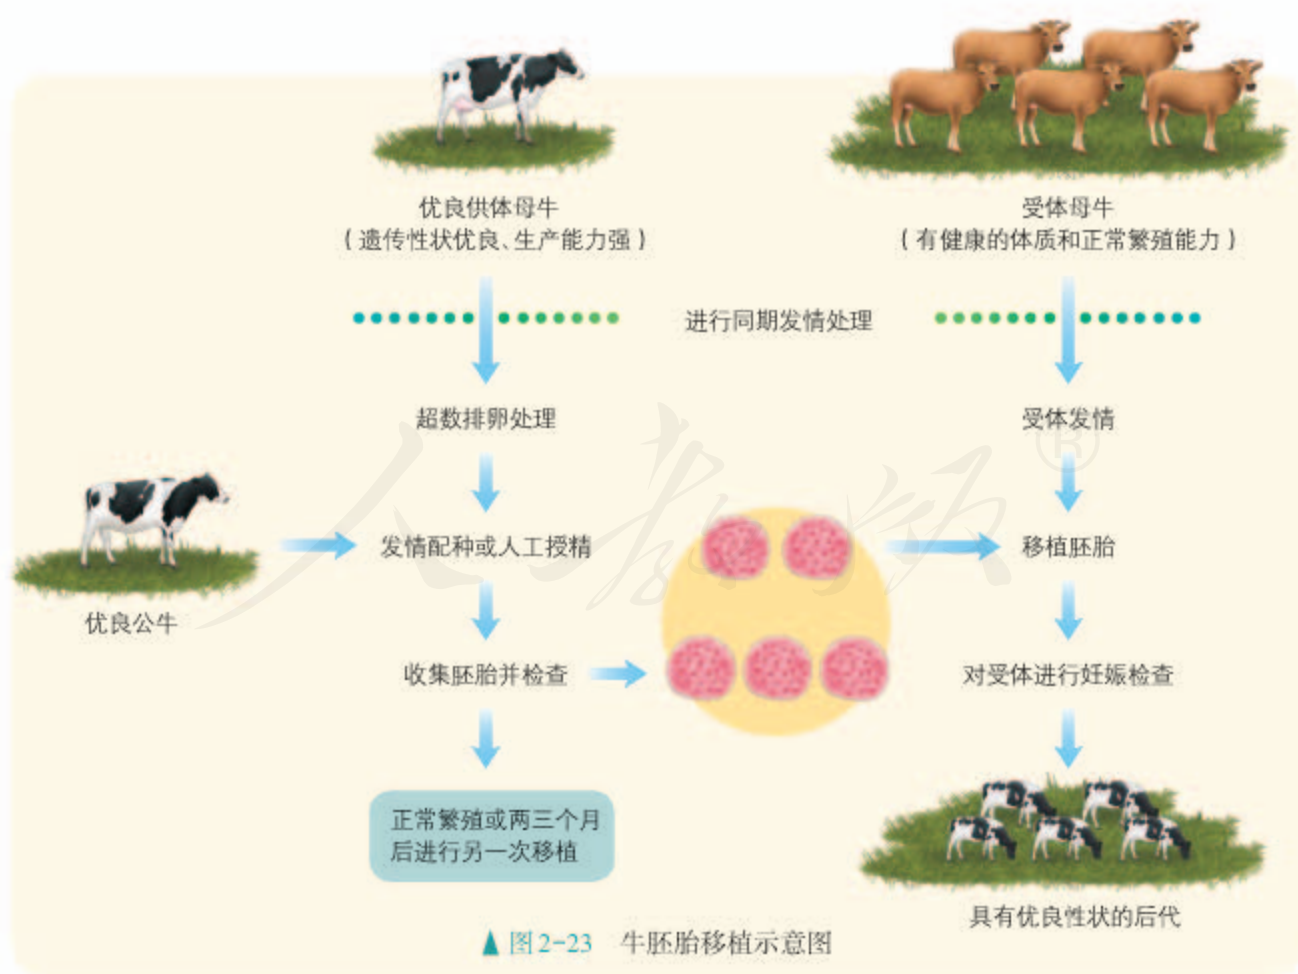 优良供体母牛
（遗传性状优良、生产能力强）
受体母牛
（有健康的体质和正常繁殖能力）
进行同期发情处理
超数排卵处理
受体发情
优良公牛
发情配种或人工授精
移植胚胎
收集胚胎并检查
对受体进行妊娠检查
正常繁殖或两三个月
后进行另一次移植
具有优良性状的后代
▲图2-23 牛胚胎移植示意图
人教领®